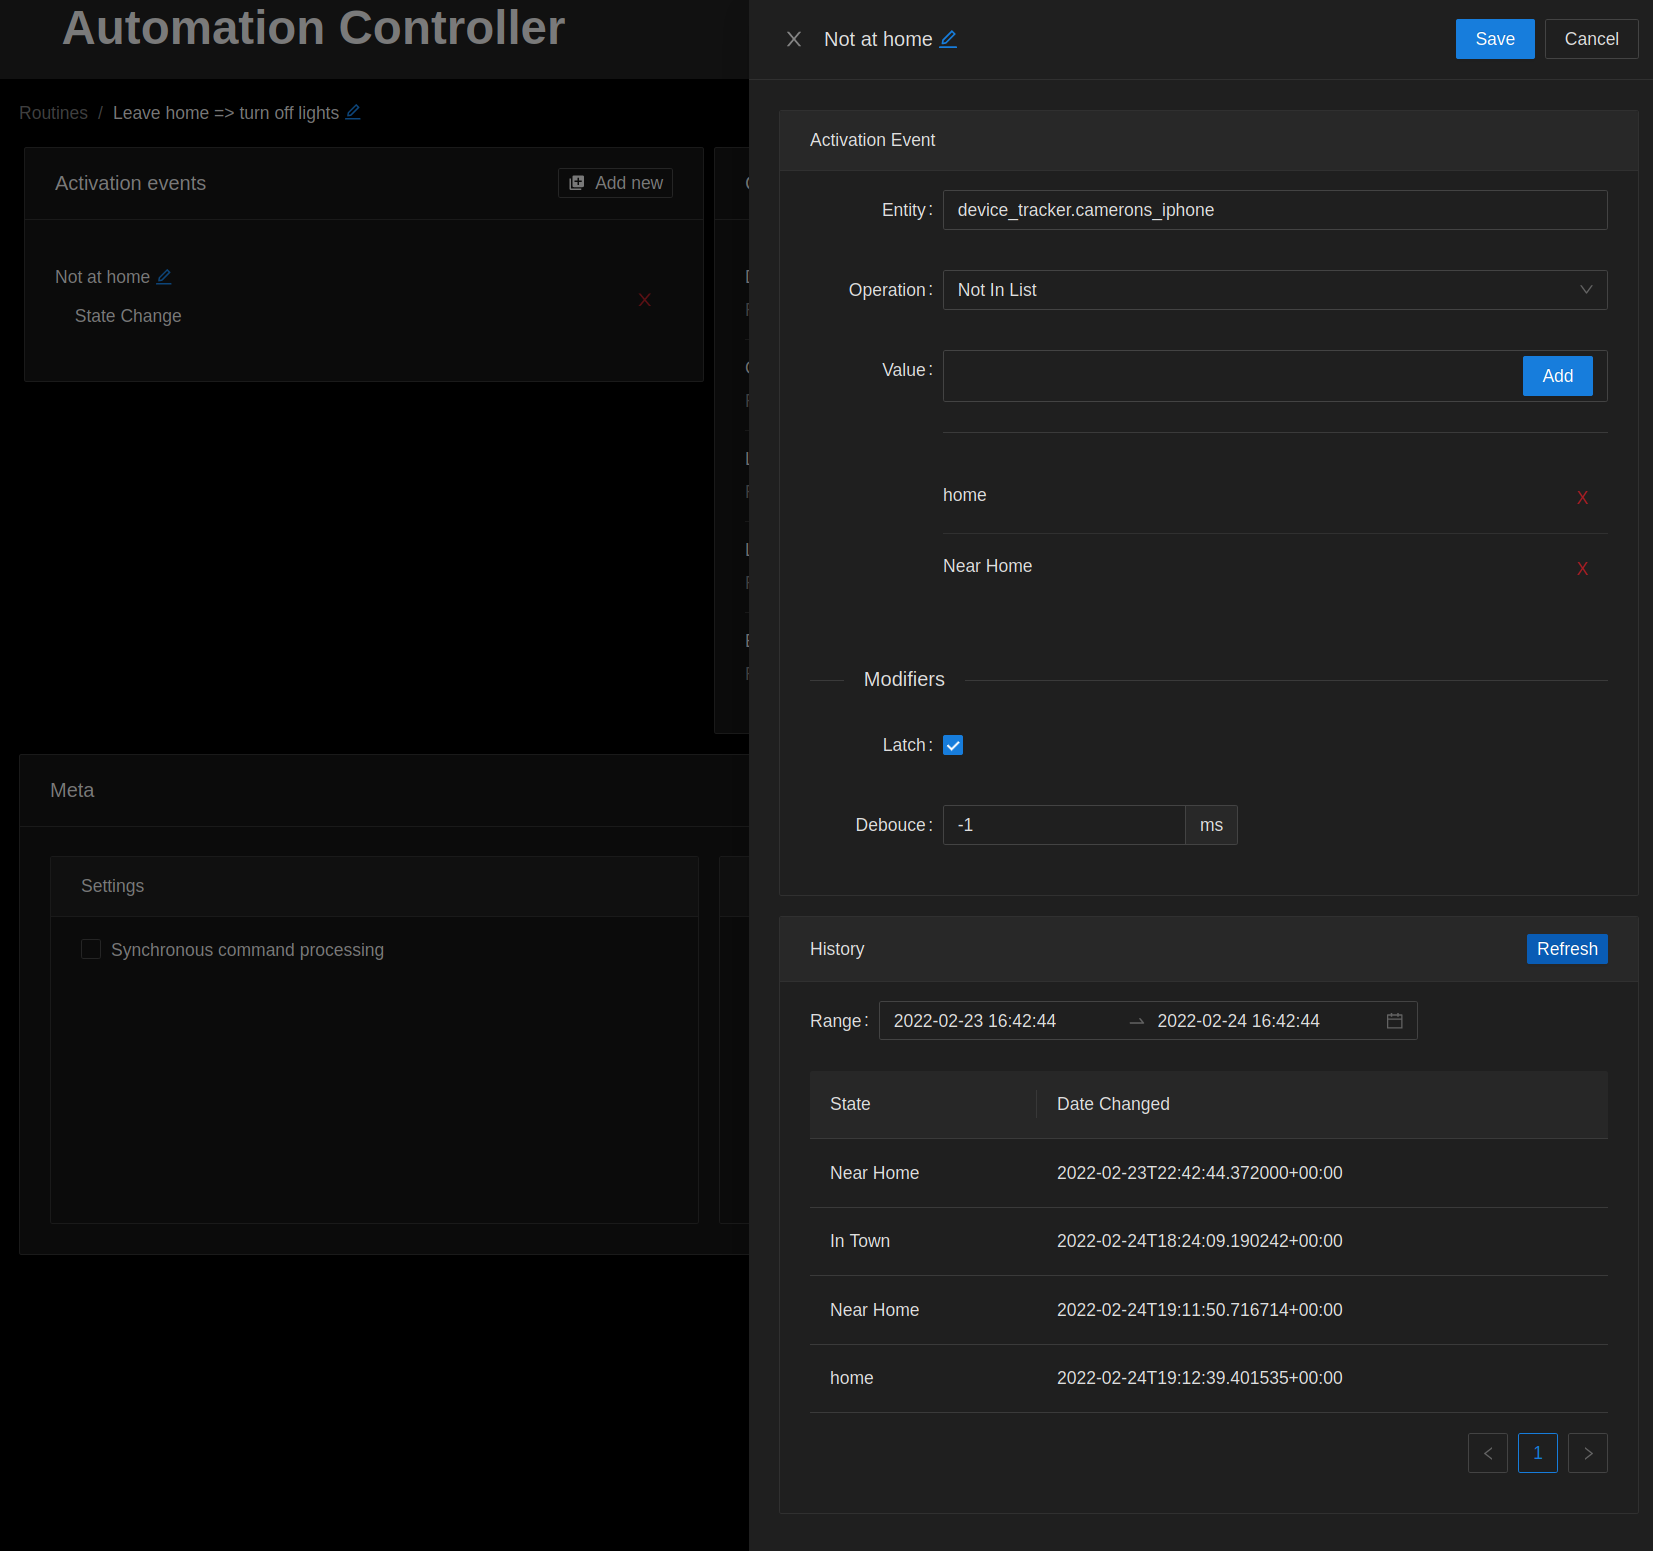 Automation Controller
Routines / Leave home => turn off lights
Activation events
Add new
Not at home
State Change
Meta
Settings
Synchronous command processing
Not at home
Save
Cancel
Activation Event
Entity: device_tracker.camerons_iphone
Operation: Not In List
Value:
Add
home
X
Near Home
X
Modifiers
Latch:
Debouce: -1 ms
History
Refresh
Range: 2022-02-23 16:42:44 → 2022-02-24 16:42:44
State Date Changed
Near Home 2022-02-23T22:42:44.372000+00:00
In Town 2022-02-24T18:24:09.190242+00:00
Near Home 2022-02-24T19:11:50.716714+00:00
home 2022-02-24T19:12:39.401535+00:00
< 1 >